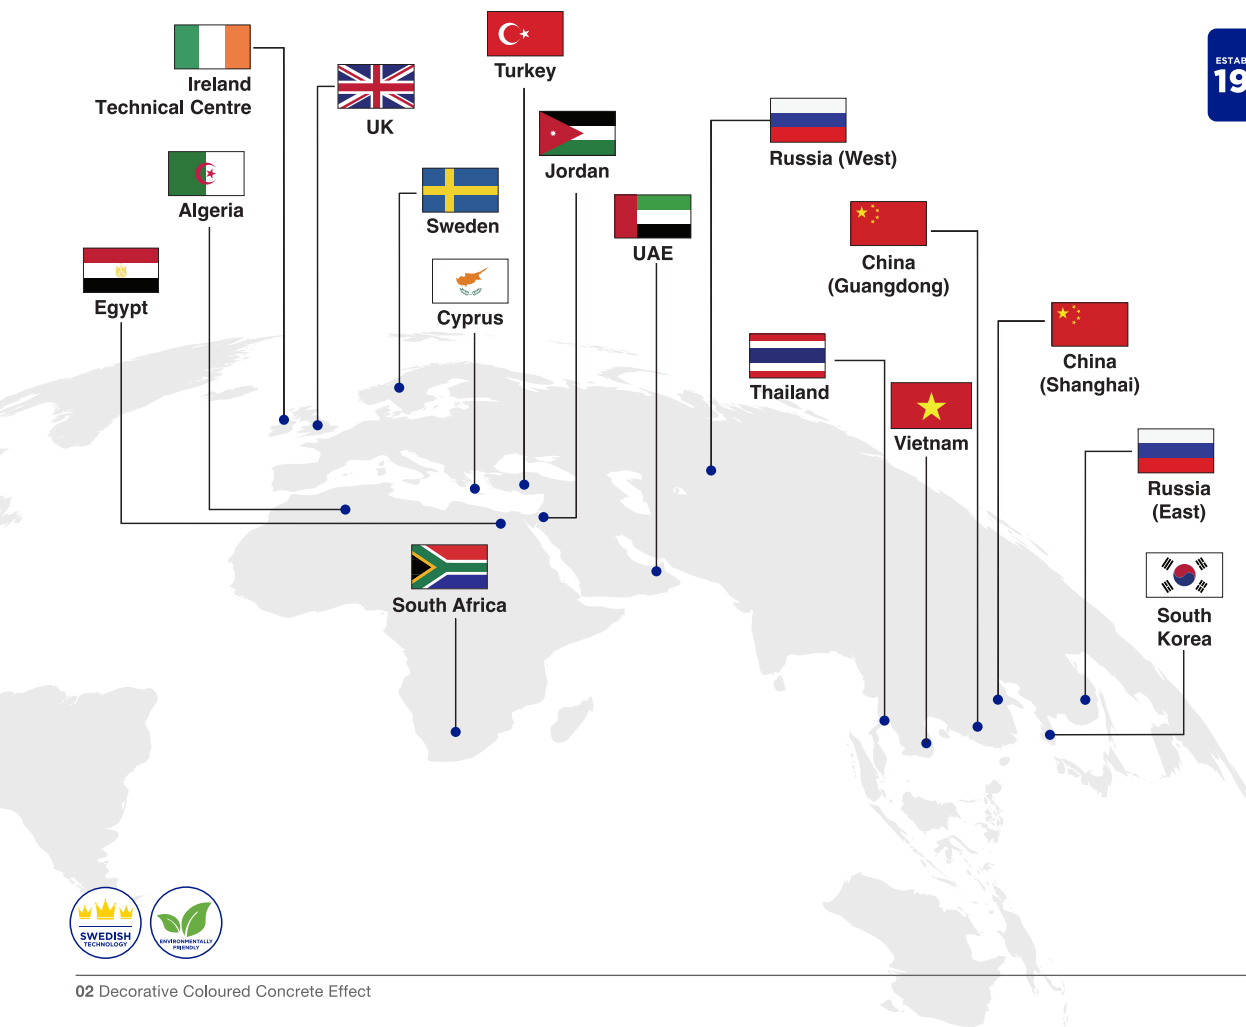 Turkey
Ireland
Technical Centre
UK
Jordan
Russia (West)
Algeria
Sweden
UAE
China
(Guangdong)
Egypt
Cyprus
China
(Shanghai)
Thailand
Vietnam
Russia
(East)
South Africa
South
Korea
SWEDISH
TECHNOLOGY
ENVIRONMENTALLY
FRIENDLY
02 Decorative Coloured Concrete Effect